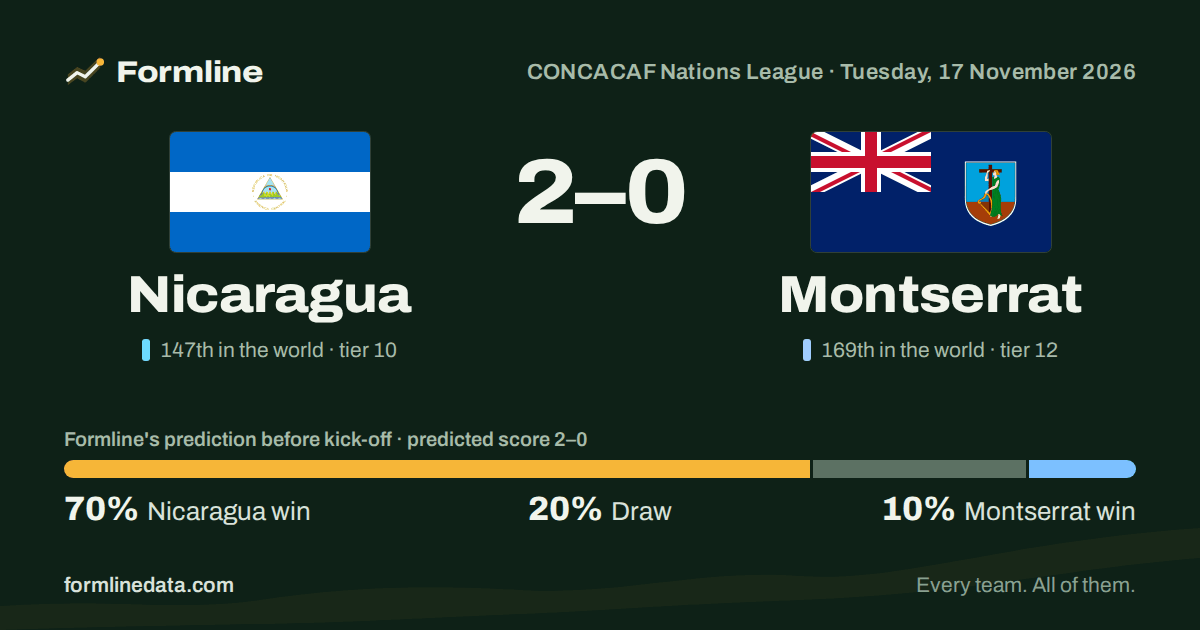 Formline
CONCACAF Nations League · Tuesday, 17 November 2026
2–0
Nicaragua
Montserrat
147th in the world · tier 10
169th in the world · tier 12
Formline's prediction before kick-off · predicted score 2–0
70% Nicaragua win
20% Draw
10% Montserrat win
formlinedata.com
Every team. All of them.